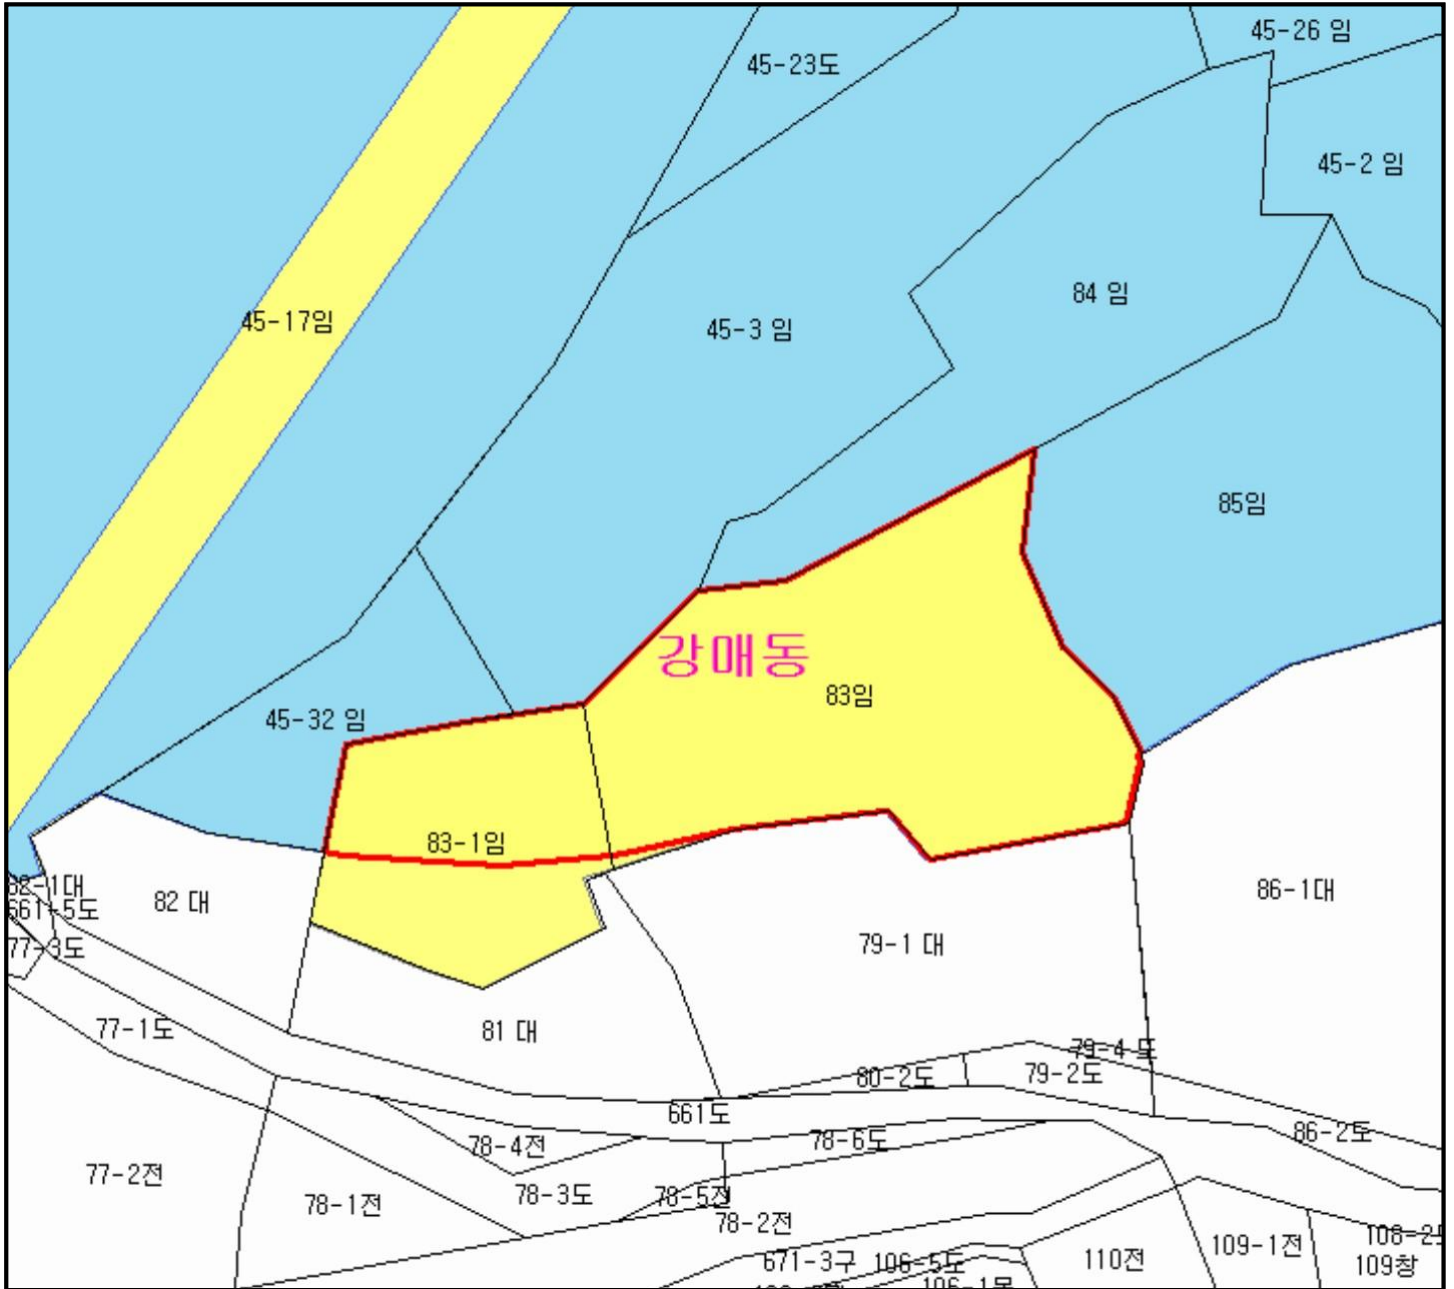 45-26 임
45-23도
45-2 임
84 임
45-17임
45-3 임
85임
강매동
83임
45-32 임
83-1임
82-1대
86-1대
82 대
661-5도
79-1 대
77-3도
77-1도
81 대
79-4 도
80-2도
79-2도
661도
86-2도
78-4전
78-6도
77-2전
78-3도
78-5전
78-1전
78-2전
109-1전
108-2
110전
671-3구
106-5도
109창